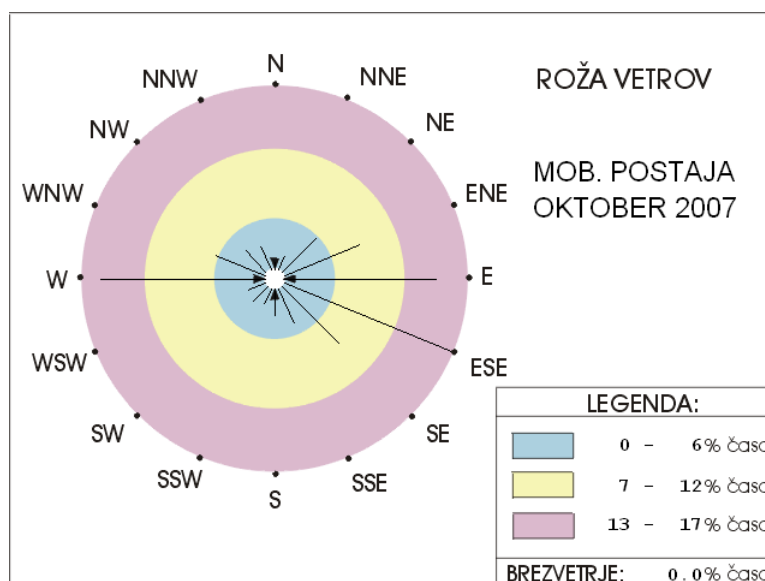 ROŽA VETROV
MOB. POSTAJA
OKTOBER 2007
N
NNE
NE
ENE
E
ESE
SE
SSE
S
SSW
SW
WSW
W
WNW
NW
NNW
LEGENDA:
0 - 6% časa
7 - 12% časa
13 - 17% časa
BREZVETRJE: 0.0% časa